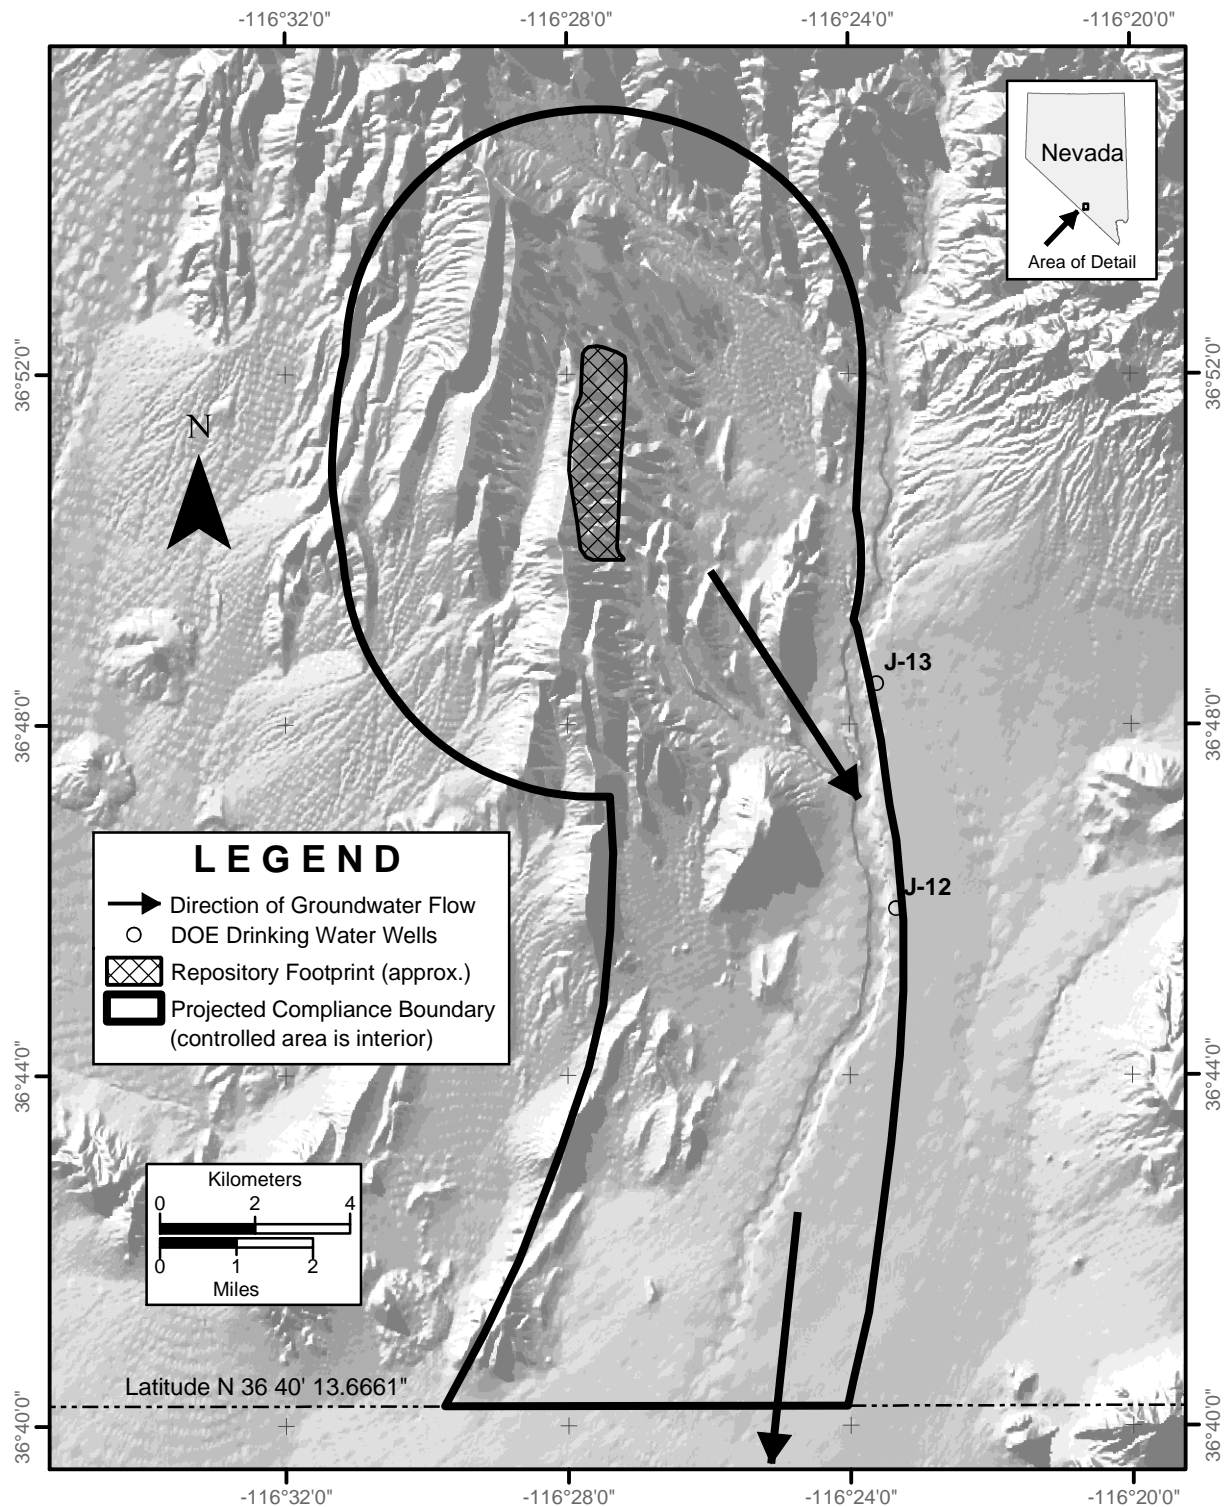 -116°32'0"
-116°28'0"
-116°24'0"
-116°20'0"
Nevada
Area of Detail
36°52'0"
36°52'0"
N
J-13
36°48'0"
36°48'0"
LEGEND
Direction of Groundwater Flow
DOE Drinking Water Wells
Repository Footprint (approx.)
Projected Compliance Boundary
(controlled area is interior)
J-12
36°44'0"
36°44'0"
Kilometers
0 2 4
0 1 2
Miles
Latitude N 36 40' 13.6661"
36°40'0"
36°40'0"
-116°32'0"
-116°28'0"
-116°24'0"
-116°20'0"